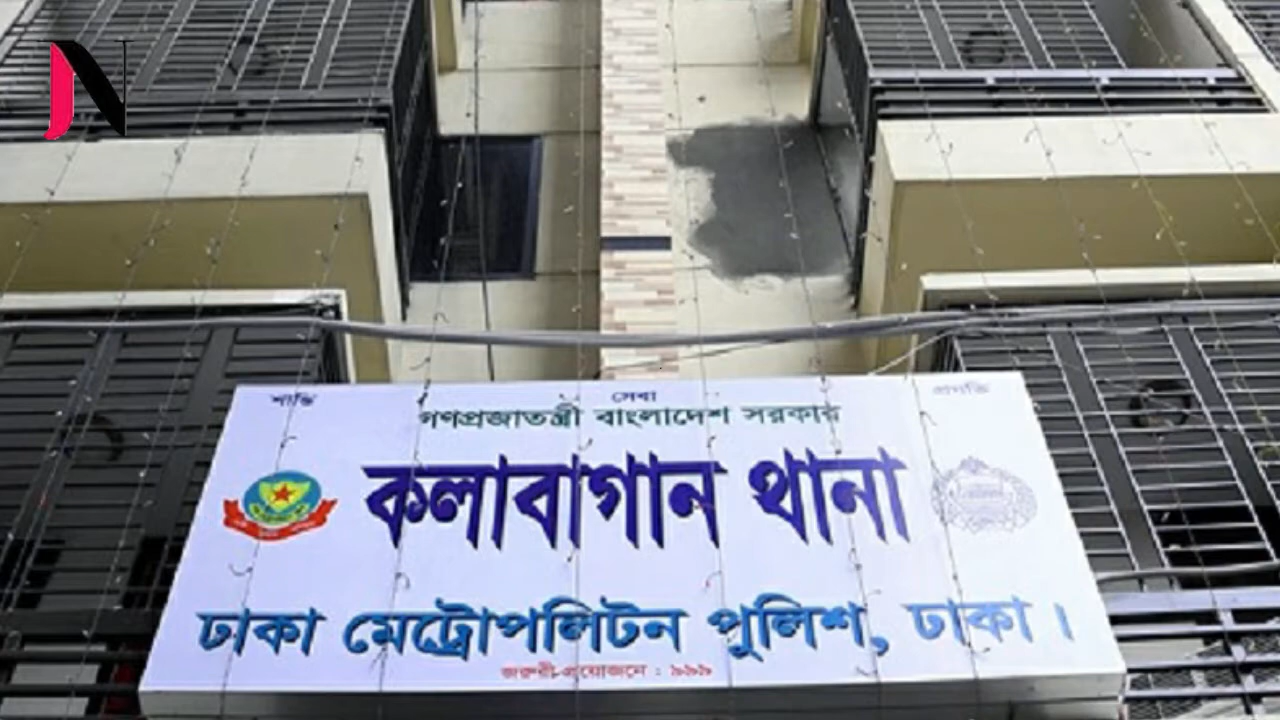 শান্তি সেবা প্রগতি
গণপ্রজাতন্ত্রী বাংলাদেশ সরকার
কলাবাগান থানা
ঢাকা মেট্রোপলিটন পুলিশ, ঢাকা।
জরুরী-প্রয়োজনে : ৯৯৯